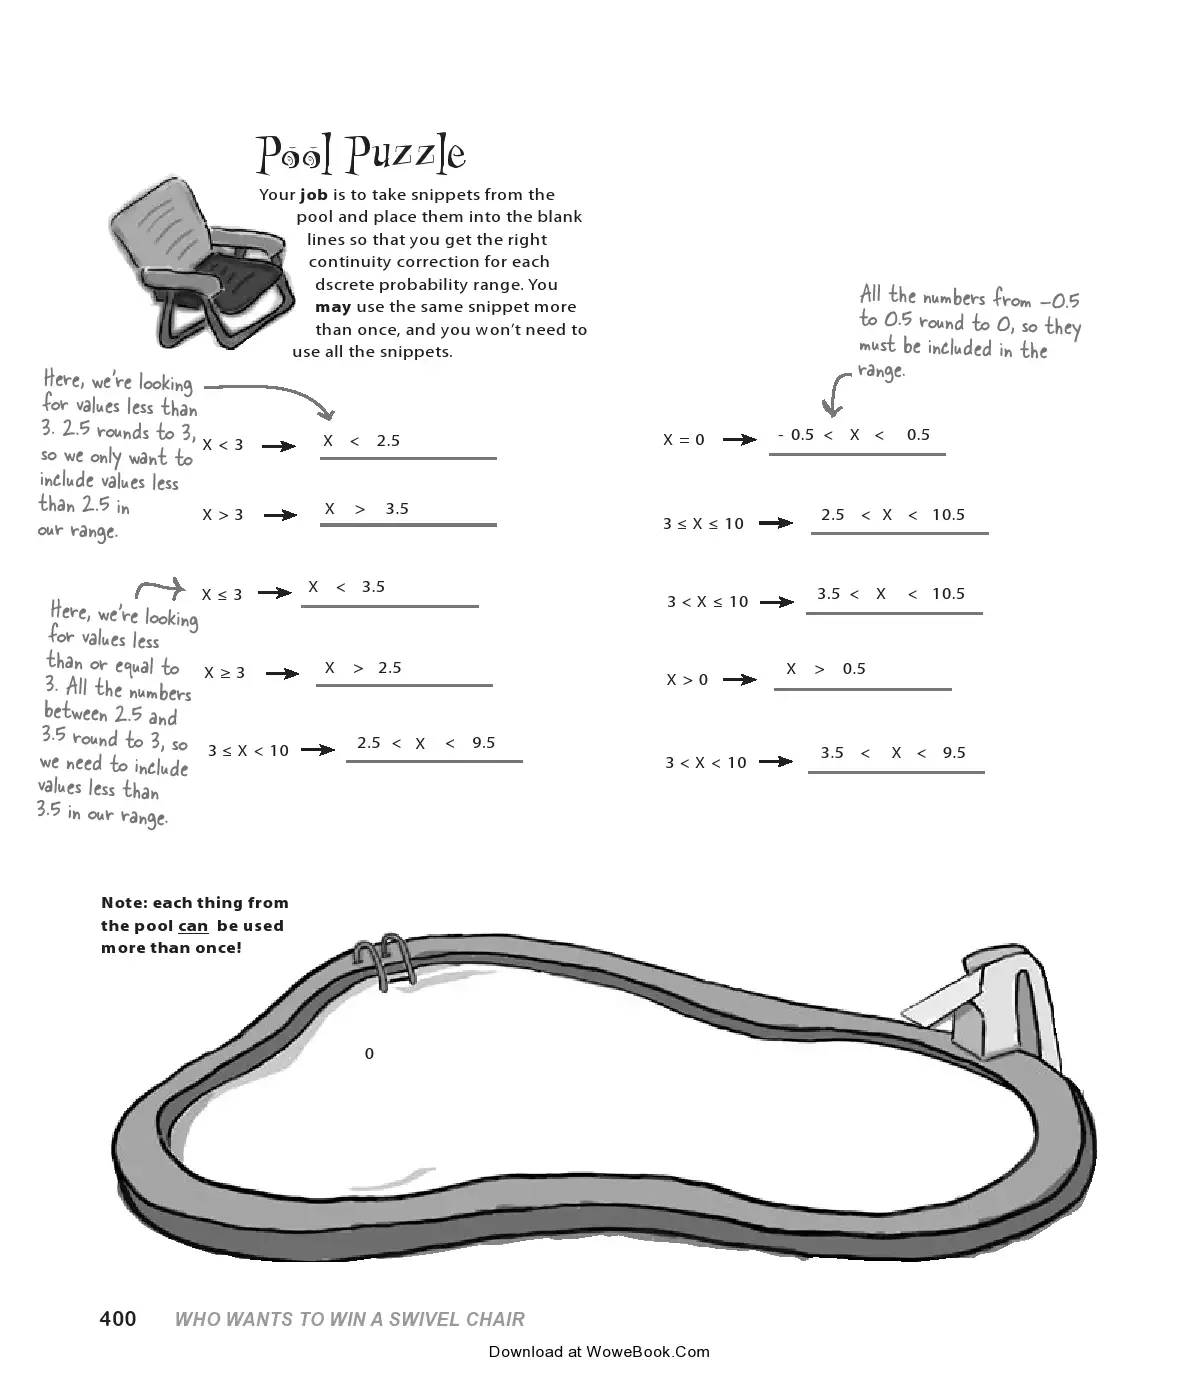 Pool Puzzle
Your job is to take snippets from the
pool and place them into the blank
lines so that you get the right
continuity correction for each
dscrete probability range. You
may use the same snippet more
than once, and you won't need to
use all the snippets.
Here, we're looking
for values less than
3. 2.5 rounds to 3,
so we only want to
include values less
than 2.5 in
our range.
X < 3 X < 2.5
X > 3 X > 3.5
X ≤ 3 X < 3.5
Here, we're looking
for values less
than or equal to
3. All the numbers
between 2.5 and
3.5 round to 3, so
we need to include
values less than
3.5 in our range.
X ≥ 3 X > 2.5
3 ≤ X < 10 2.5 < X < 9.5
All the numbers from -0.5
to 0.5 round to 0, so they
must be included in the
range.
X = 0 - 0.5 < X < 0.5
3 ≤ X ≤ 10 2.5 < X < 10.5
3 < X ≤ 10 3.5 < X < 10.5
X > 0 X > 0.5
3 < X < 10 3.5 < X < 9.5
Note: each thing from
the pool can be used
more than once!
0
400 WHO WANTS TO WIN A SWIVEL CHAIR
Download at WoweBook.Com